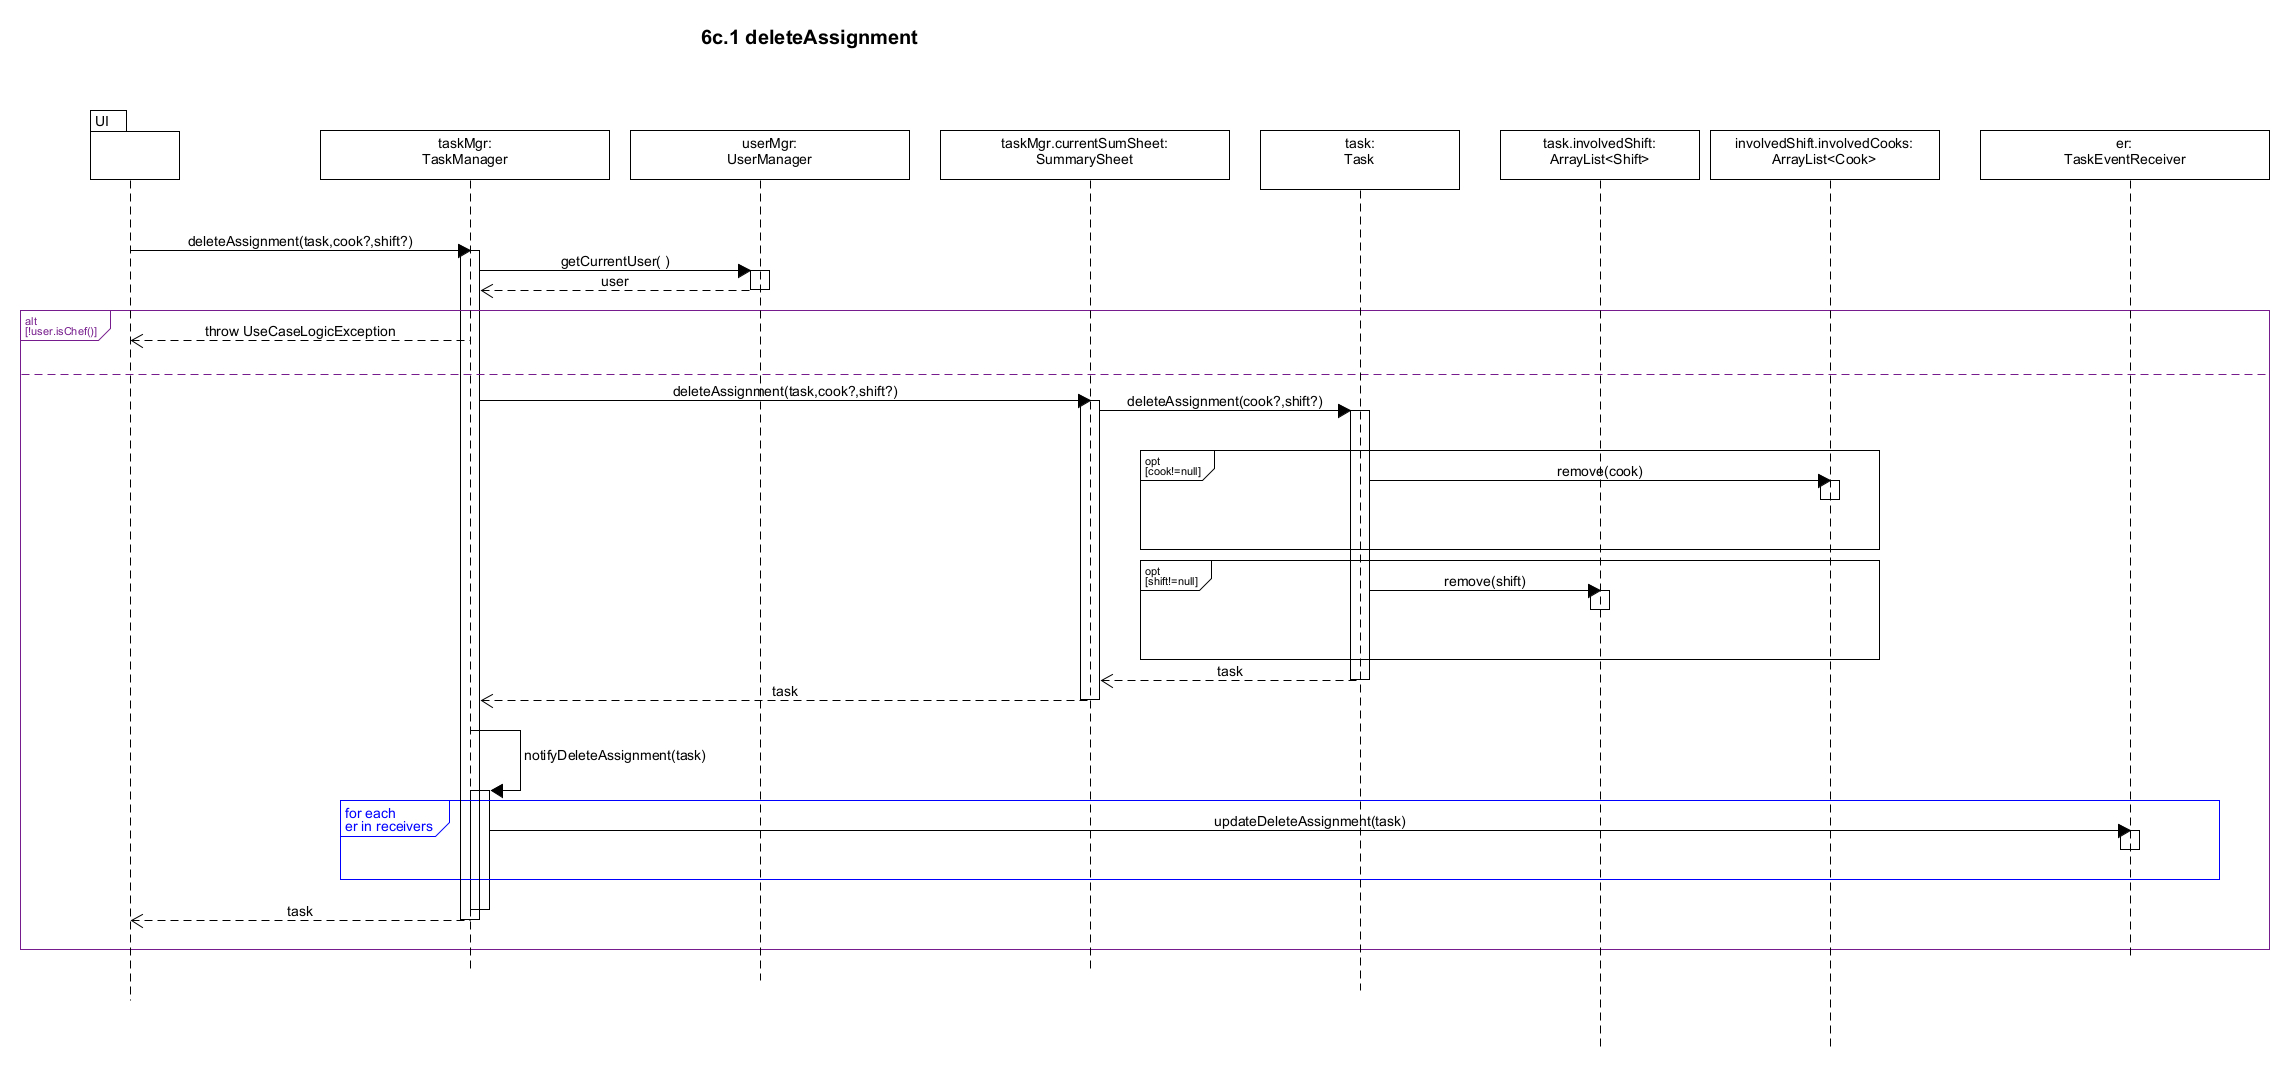 6c.1 deleteAssignment
UI
taskMgr:
TaskManager
userMgr:
UserManager
taskMgr.currentSumSheet:
SummarySheet
task:
Task
task.involvedShift:
ArrayList<Shift>
involvedShift.involvedCooks:
ArrayList<Cook>
er:
TaskEventReceiver
deleteAssignment(task,cook?,shift?)
getCurrentUser( )
user
alt
[!user.isChef()]
throw UseCaseLogicException
deleteAssignment(task,cook?,shift?)
deleteAssignment(cook?,shift?)
opt
[cook!=null]
remove(cook)
opt
[shift!=null]
remove(shift)
task
task
notifyDeleteAssignment(task)
for each
er in receivers
updateDeleteAssignment(task)
task